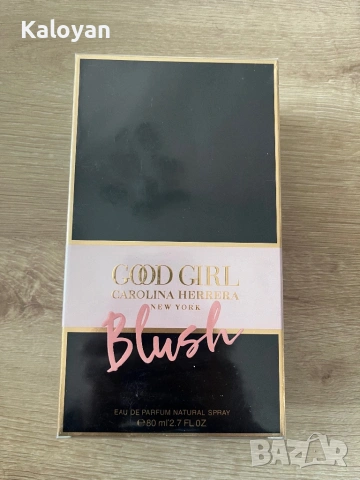 Kaloyan
GOOD GIRL
CAROLINA HERRERA
NEW YORK
Blush
EAU DE PARFUM NATURAL SPRAY
℮80 ml 2.7 FL OZ
BAZAR